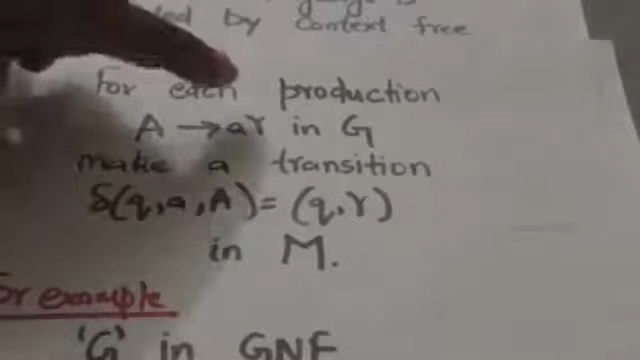 by context free
For each production
A → aγ in G
make a transition
δ(q,a,A) = (q,γ)
in M.
For example
'G' in GNF